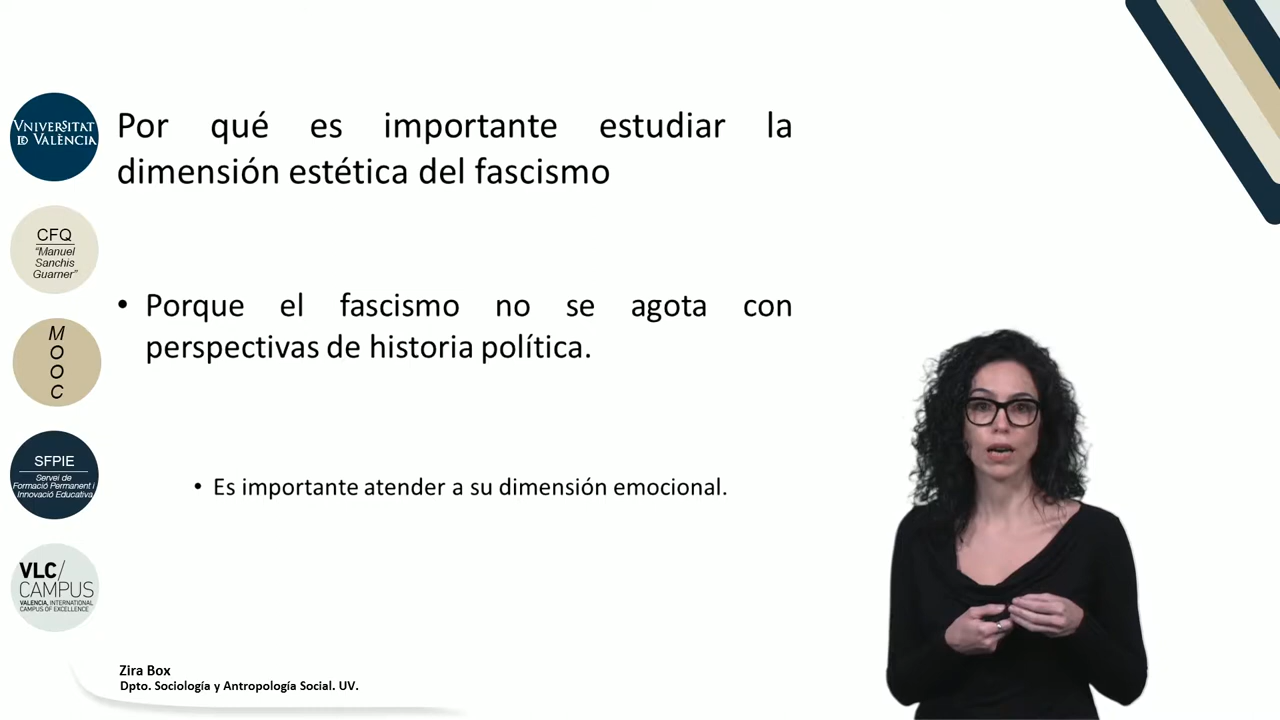 VNIVERSITAT
ID VALÈNCIA
CFQ
"Manuel
Sanchis
Guarner"
M
O
O
C
SFPIE
Servei de
Formació Permanent i
Innovació Educativa
VLC/
CAMPUS
VALENCIA, INTERNATIONAL
CAMPUS OF EXCELLENCE
Por qué es importante estudiar la
dimensión estética del fascismo
• Porque el fascismo no se agota con
perspectivas de historia política.
• Es importante atender a su dimensión emocional.
Zira Box
Dpto. Sociología y Antropología Social. UV.